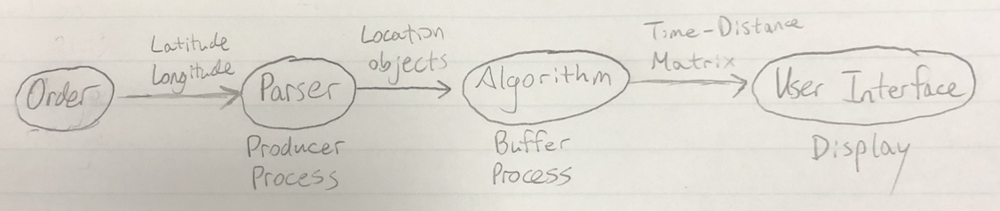 Latitude
Longitude
Location
objects
Time-Distance
Matrix
Order
Parser
Algorithm
User Interface
Producer
Process
Buffer
Process
Display